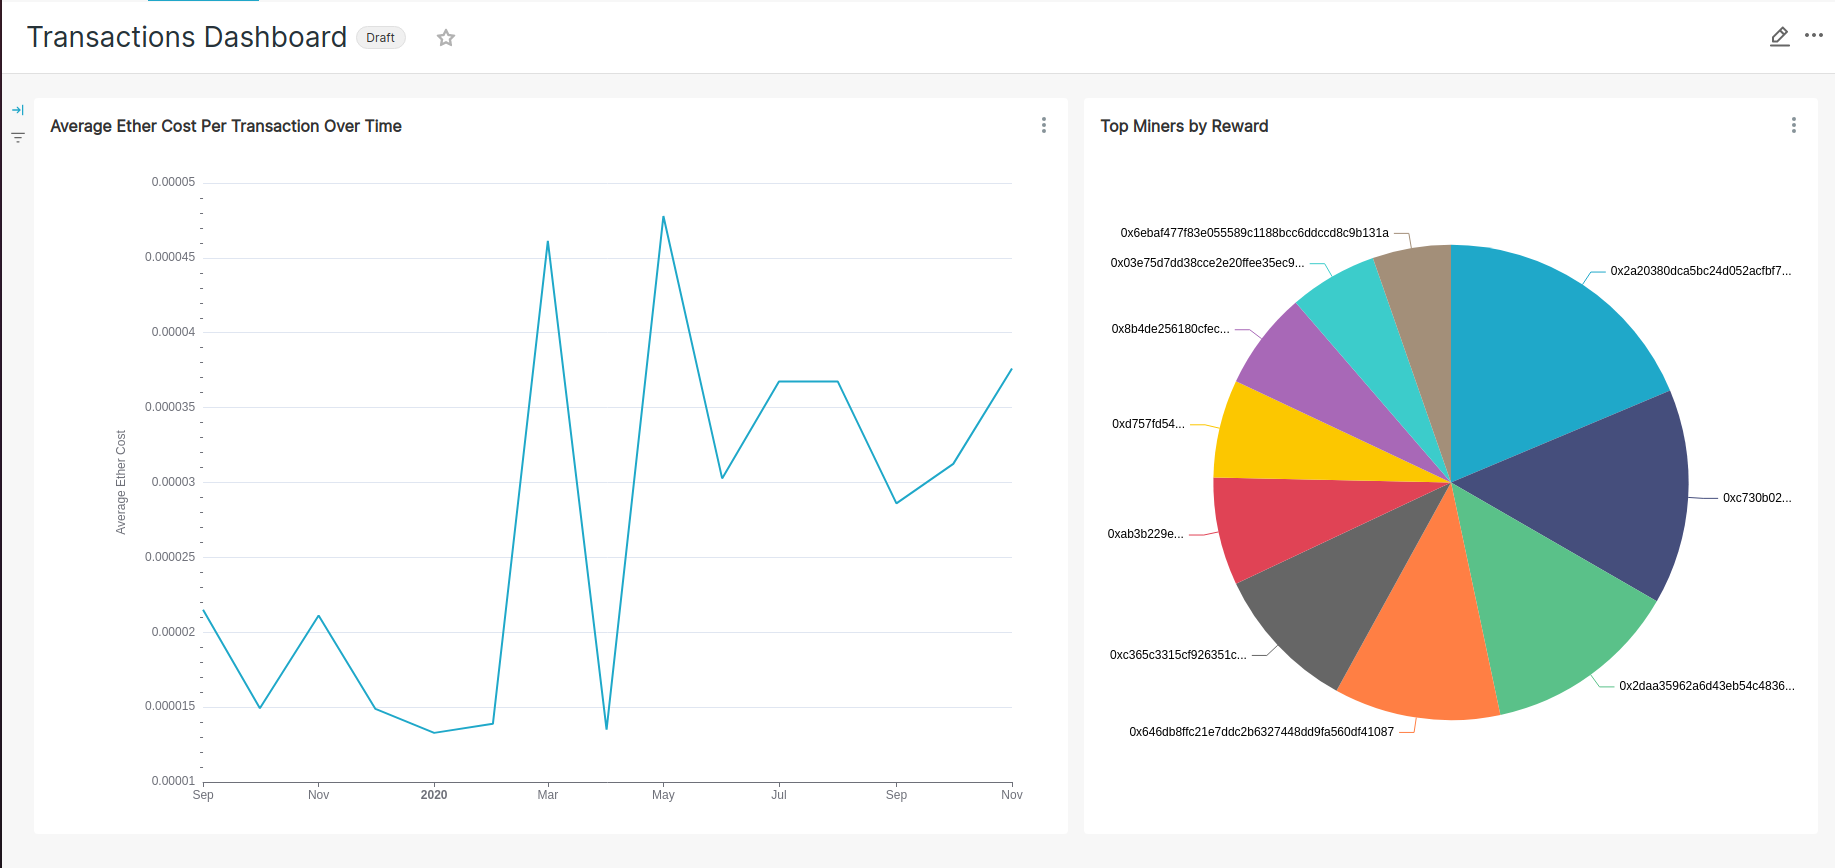 Transactions Dashboard
Draft
Average Ether Cost Per Transaction Over Time
0.00005
0.000045
0.00004
0.000035
0.00003
0.000025
0.00002
0.000015
0.00001
Average Ether Cost
Sep
Nov
2020
Mar
May
Jul
Sep
Nov
Top Miners by Reward
0x6ebaf477f83e055589c1188bcc6ddccd8c9b131a
0x03e75d7dd38cce2e20ffee35ec9...
0x2a20380dca5bc24d052acfbf7...
0x8b4de256180cfec...
0xd757fd54...
0xc730b02...
0xab3b229e...
0xc365c3315cf926351c...
0x2daa35962a6d43eb54c4836...
0x646db8ffc21e7ddc2b6327448dd9fa560df41087